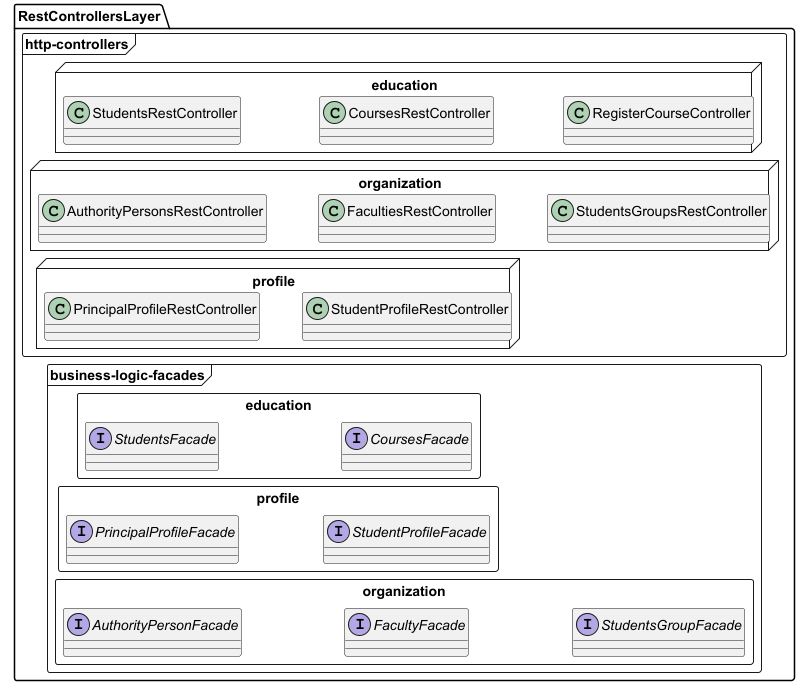 RestControllersLayer
http-controllers
education
C StudentsRestController
C CoursesRestController
C RegisterCourseController
organization
C AuthorityPersonsRestController
C FacultiesRestController
C StudentsGroupsRestController
profile
C PrincipalProfileRestController
C StudentProfileRestController
business-logic-facades
education
I StudentsFacade
I CoursesFacade
profile
I PrincipalProfileFacade
I StudentProfileFacade
organization
I AuthorityPersonFacade
I FacultyFacade
I StudentsGroupFacade